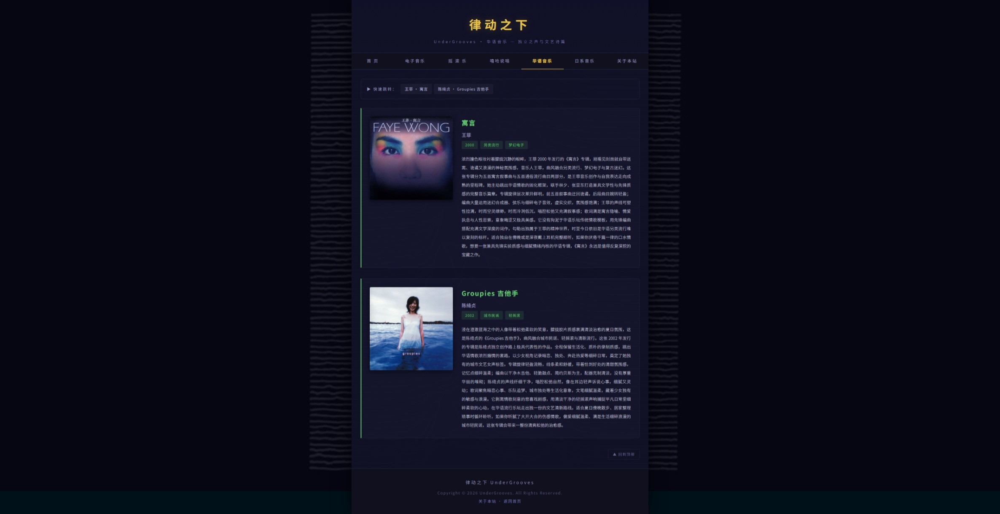 律动之下
UnderGrooves · 华语音乐 — 独立之声与文艺诗篇
首 页 电子音乐 摇 滚 乐 嘻哈说唱 华语音乐 日系音乐 关于本站
▶ 快速跳转： 王菲 · 寓言 陈绮贞 · Groupies 吉他手
王菲·寓言
FAYE WONG
寓言
王菲
2000 另类流行 梦幻电子
浓烈撞色眼妆衬着朦胧沉静的眼眸，王菲 2000 年发行的《寓言》专辑，刚看见封面就自带迷
离、诡谲又浪漫的神秘氛围感，音乐人王菲，曲风融合另类流行、梦幻电子与复古迷幻。这
张专辑分为五首寓言叙事曲与五首通俗流行曲目两部分，是王菲音乐创作与自我表达走向成
熟的里程碑，她主动跳出华语情歌的固化框架，联手林夕、张亚东打造兼具文学性与先锋质
感的完整音乐篇章。专辑旋律层次差异鲜明，前五首叙事曲迂回诡谲，后段曲目婉转轻盈；
编曲大量运用迷幻合成器、弦乐与细碎电子音效，虚实交织，氛围感饱满；王菲的声线可塑
性拉满，时而空灵缥缈，时而冷冽低沉，唱腔松弛又充满叙事感；歌词满是寓言隐喻、情爱
执念与人性思索，意象晦涩又极具美感。它没有拘泥于华语乐坛传统情歌模板，用先锋编曲
搭配充满文学深度的词作，勾勒出独属于王菲的精神世界，时至今日依旧是华语另类流行难
以复刻的标杆。适合独自在傍晚或是深夜戴上耳机完整顺听，如果你厌倦千篇一律的口水情
歌，想要一张兼具先锋实验质感与细腻情绪内核的华语专辑，《寓言》永远是值得反复深挖的
宝藏之作。
groupies
Groupies 吉他手
陈绮贞
2002 城市民谣 轻摇滚
浸在澄澈蓝海之中的人像带着松弛柔软的笑意，朦胧胶片质感裹满清淡治愈的夏日氛围，这
是陈绮贞的《Groupies 吉他手》，曲风融合城市民谣、轻摇滚与清新流行。这张 2002 年发行
的专辑是陈绮贞独立创作路上极具代表性的作品，全程保留生活化、质朴的录制质感，跳出
华语情歌浓烈煽情的套路，以少女视角记录暗恋、独处、奔赴热爱等细碎日常，奠定了她独
有的城市文艺女声标签。专辑旋律轻盈流畅，线条柔和舒缓，带着恰到好处的清甜氛围感，
记忆点细碎温柔；编曲以干净木吉他、轻脆鼓点、简约贝斯为主，配器克制清淡，没有厚重
华丽的堆砌；陈绮贞的声线纤细干净，唱腔松弛自然，像在耳边轻声诉说心事，细腻又灵
动；歌词聚焦暗恋心事、乐队追梦、城市独处等生活化意象，文笔细腻温柔，藏着少女独有
的敏感与浪漫。它剥离情歌刻意的悲喜戏剧感，用清淡干净的轻摇滚声响捕捉平凡日常里细
碎柔软的心动，在华语流行乐坛走出独一份的文艺清新路线。适合夏日傍晚散步、居家整理
琐事时循环聆听，如果你听腻了大开大合的伤感情歌，偏爱细腻温柔、满是生活细碎浪漫的
城市轻民谣，这张专辑会带来一整份清爽松弛的治愈感。
▲ 回到顶部
律动之下 UnderGrooves
Copyright © 2026 UnderGrooves. All Rights Reserved.
关于本站 · 返回首页